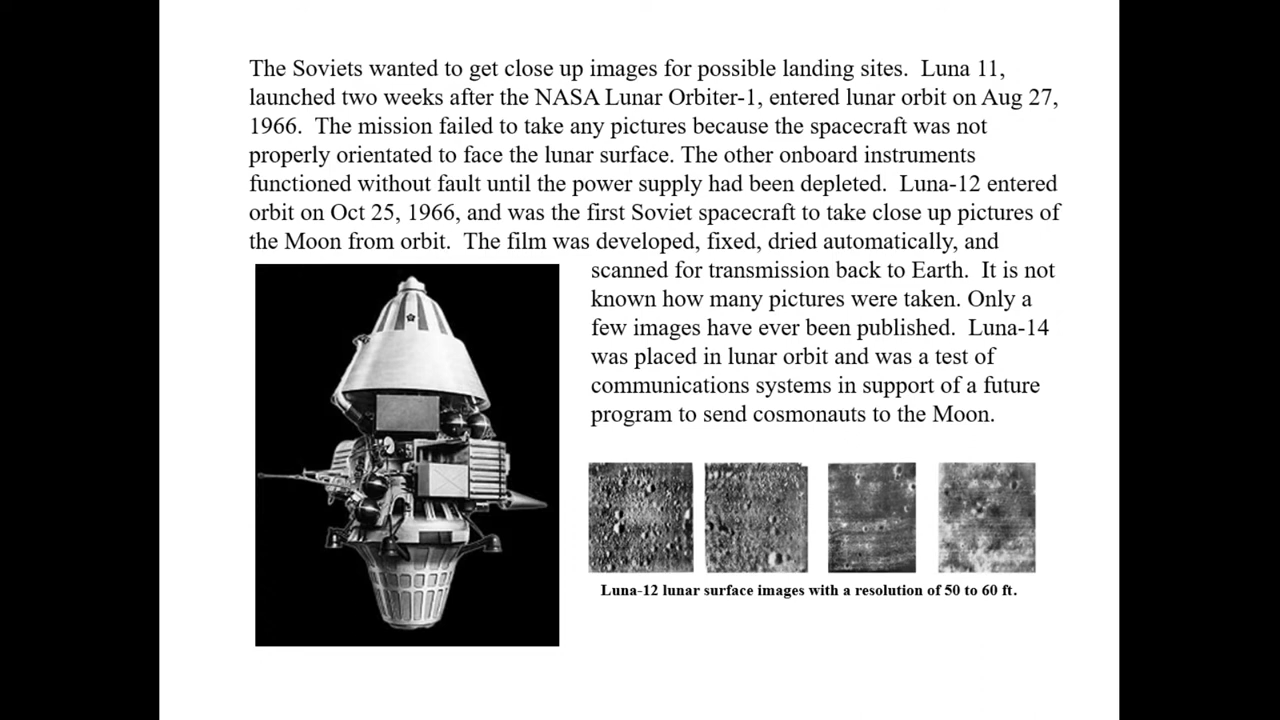 The Soviets wanted to get close up images for possible landing sites.  Luna 11,
launched two weeks after the NASA Lunar Orbiter-1, entered lunar orbit on Aug 27,
1966.  The mission failed to take any pictures because the spacecraft was not
properly orientated to face the lunar surface. The other onboard instruments
functioned without fault until the power supply had been depleted.  Luna-12 entered
orbit on Oct 25, 1966, and was the first Soviet spacecraft to take close up pictures of
the Moon from orbit.  The film was developed, fixed, dried automatically, and
scanned for transmission back to Earth.  It is not
known how many pictures were taken. Only a
few images have ever been published.  Luna-14
was placed in lunar orbit and was a test of
communications systems in support of a future
program to send cosmonauts to the Moon.
Luna-12 lunar surface images with a resolution of 50 to 60 ft.